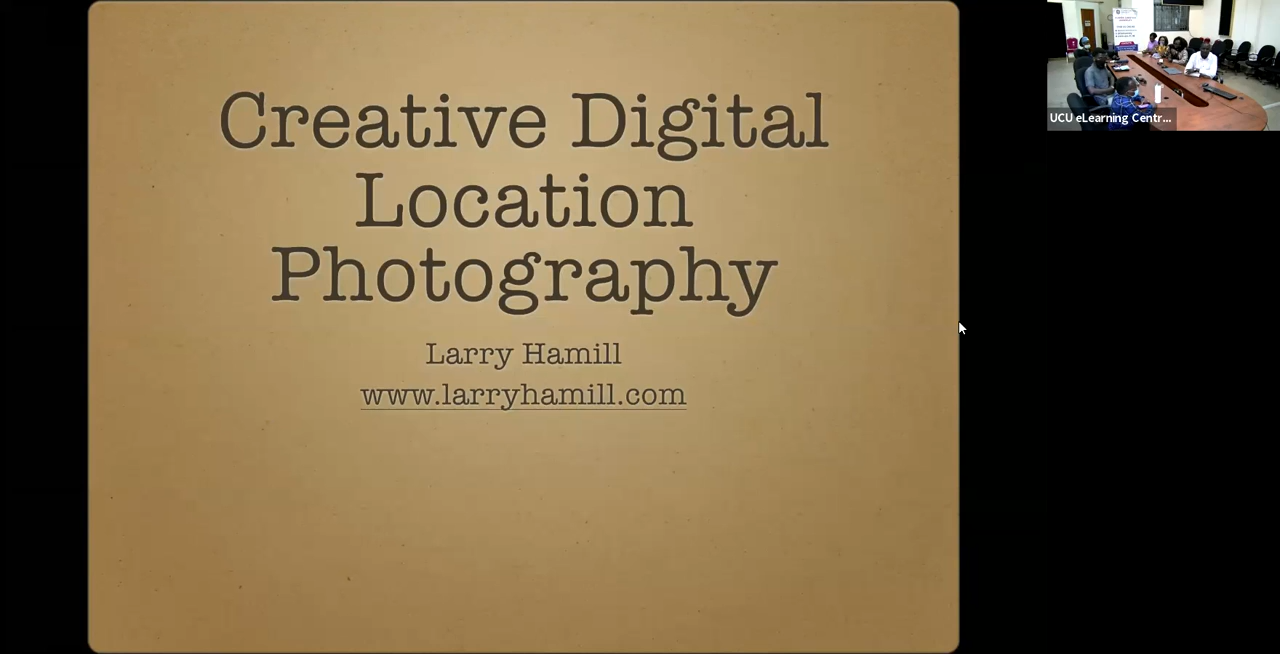 Creative Digital
Location
Photography
Larry Hamill
www.larryhamill.com
UCU eLearning Centr...